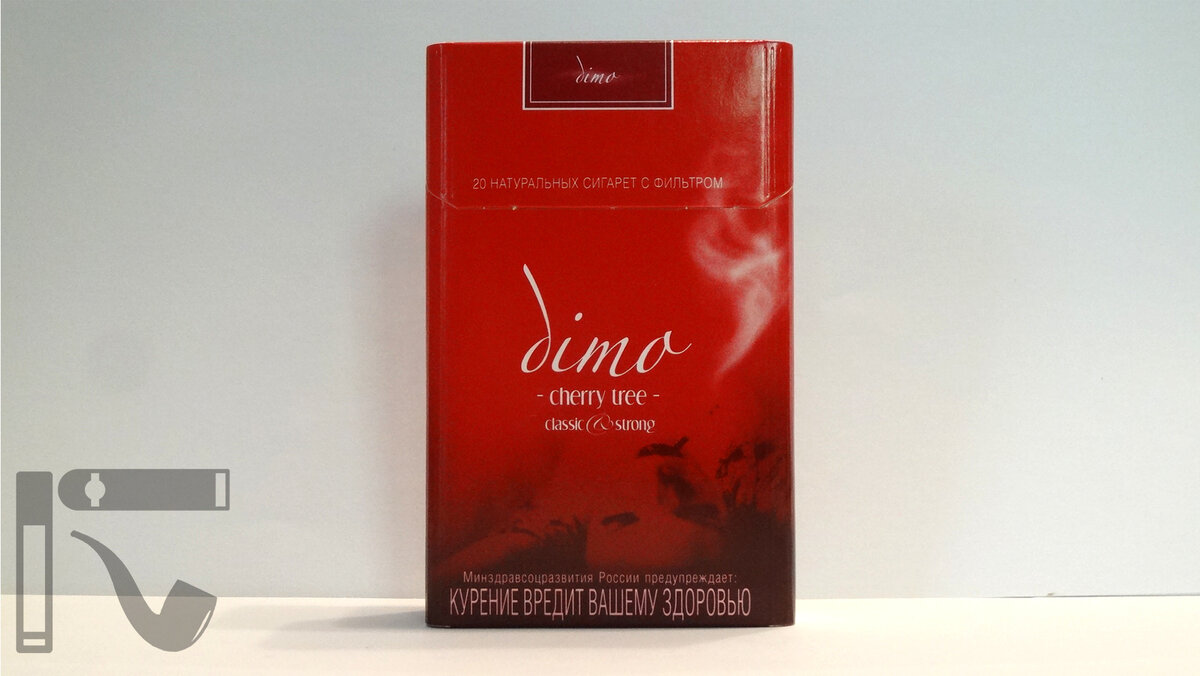 dimo
20 НАТУРАЛЬНЫХ СИГАРЕТ С ФИЛЬТРОМ
dimo
- cherry tree -
classic & strong
Минздравсоцразвития России предупреждает:
КУРЕНИЕ ВРЕДИТ ВАШЕМУ ЗДОРОВЬЮ